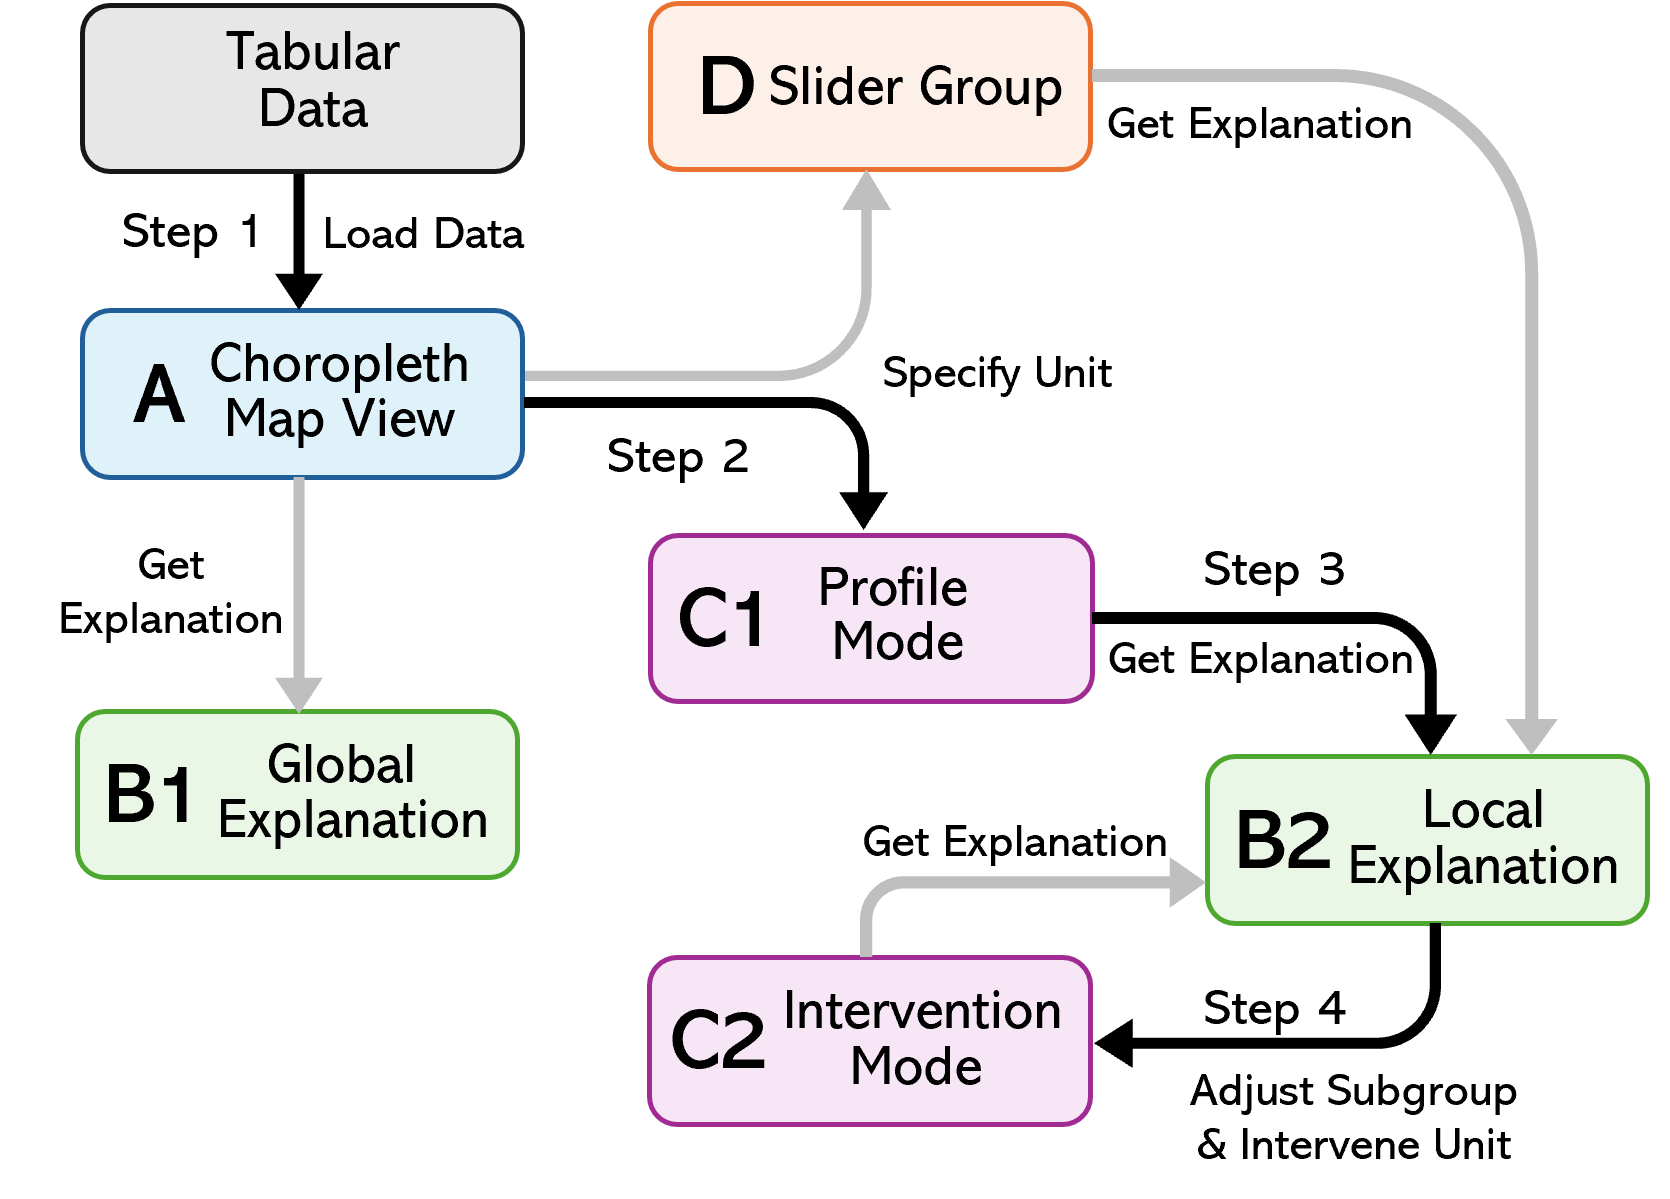 Tabular
Data
D Slider Group
Get Explanation
Step 1
Load Data
A
Choropleth
Map View
Specify Unit
Step 2
Get
Explanation
C1
Profile
Mode
Step 3
Get Explanation
B1
Global
Explanation
B2
Local
Explanation
Get Explanation
C2
Intervention
Mode
Step 4
Adjust Subgroup
& Intervene Unit